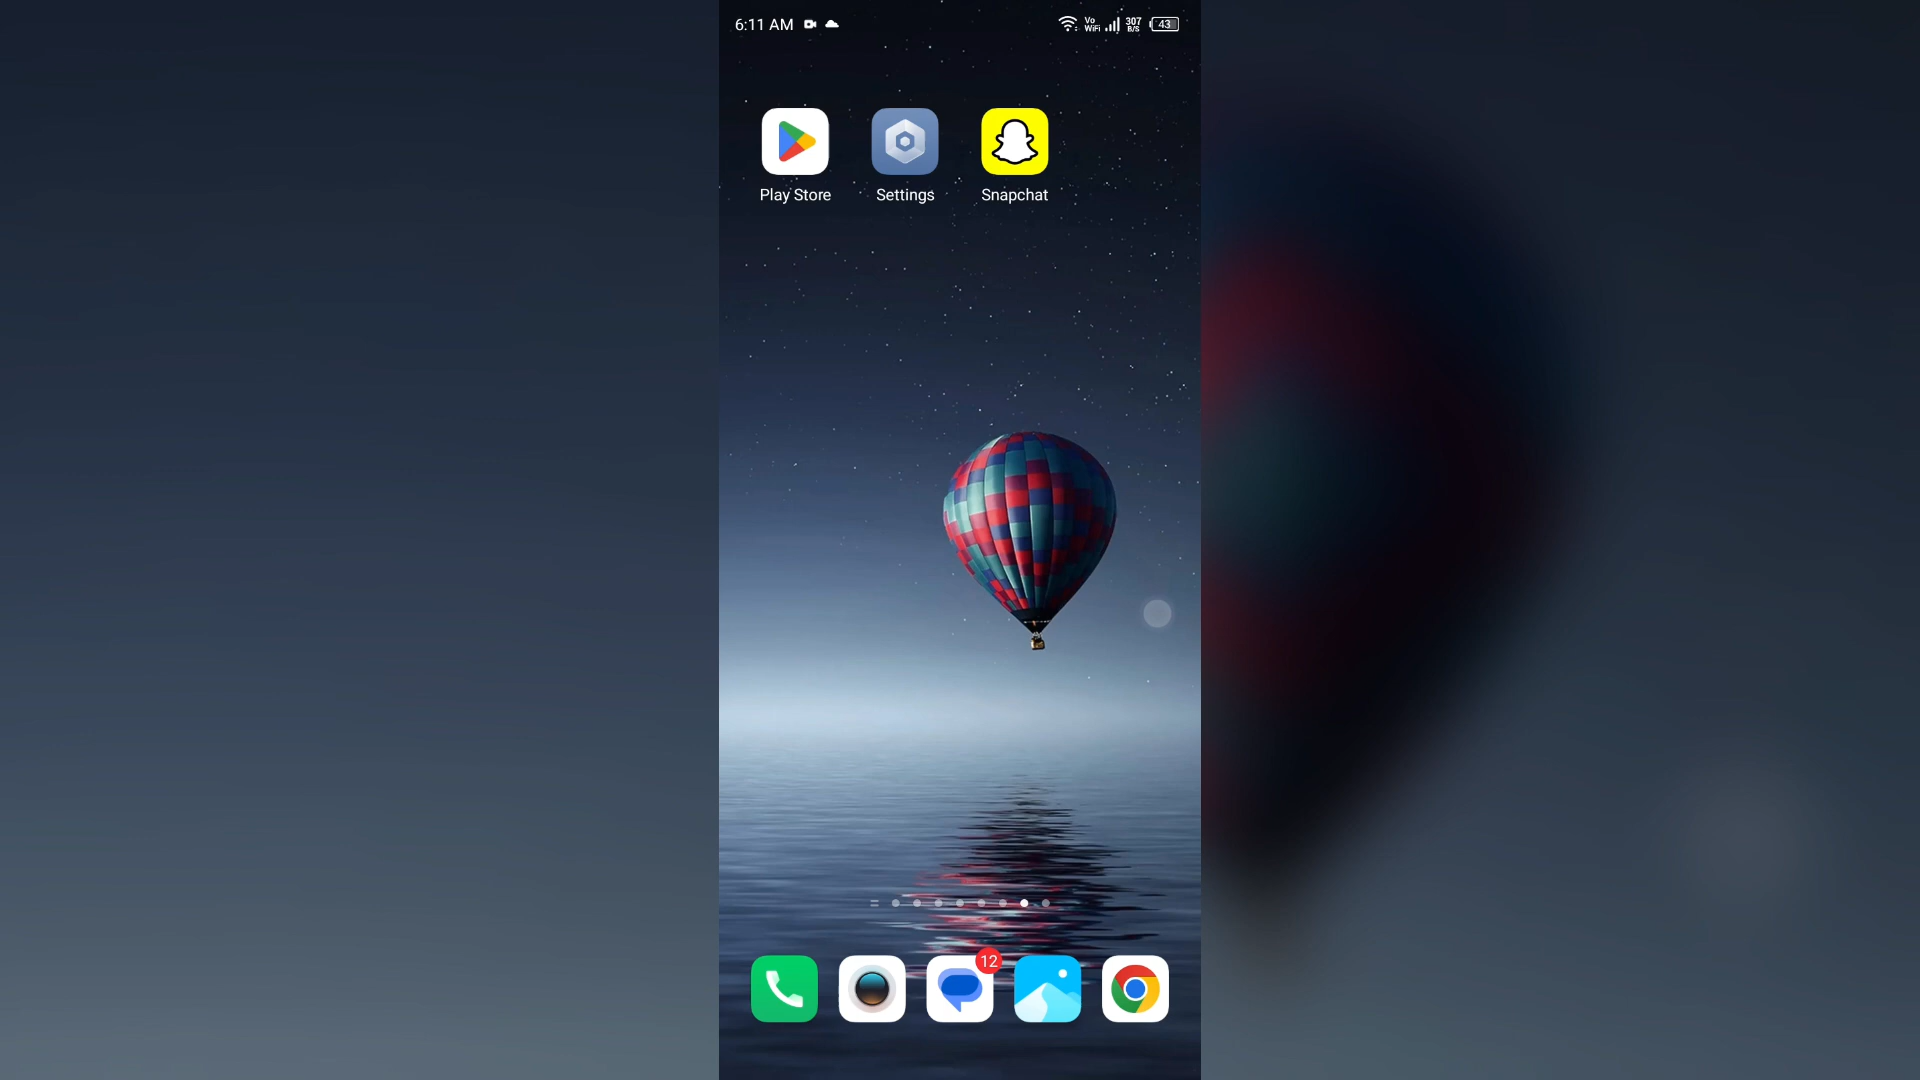 6:11 AM
Vo
WiFi
307
B/S
43
Play Store
Settings
Snapchat
12